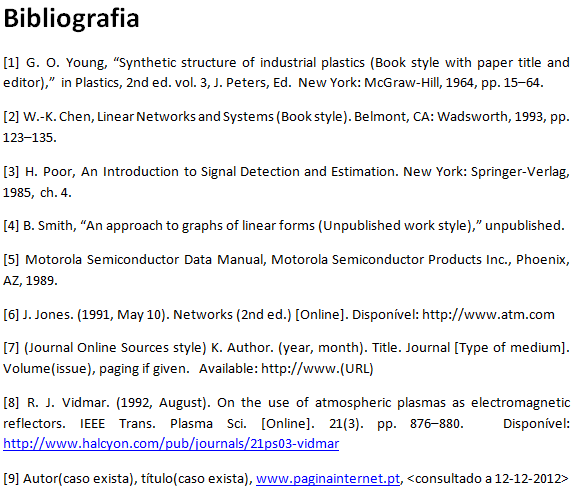 Bibliografia
[1] G. O. Young, “Synthetic structure of industrial plastics (Book style with paper title and
editor),” in Plastics, 2nd ed. vol. 3, J. Peters, Ed. New York: McGraw-Hill, 1964, pp. 15–64.
[2] W.-K. Chen, Linear Networks and Systems (Book style). Belmont, CA: Wadsworth, 1993, pp.
123–135.
[3] H. Poor, An Introduction to Signal Detection and Estimation. New York: Springer-Verlag,
1985, ch. 4.
[4] B. Smith, “An approach to graphs of linear forms (Unpublished work style),” unpublished.
[5] Motorola Semiconductor Data Manual, Motorola Semiconductor Products Inc., Phoenix,
AZ, 1989.
[6] J. Jones. (1991, May 10). Networks (2nd ed.) [Online]. Disponível: http://www.atm.com
[7] (Journal Online Sources style) K. Author. (year, month). Title. Journal [Type of medium].
Volume(issue), paging if given. Available: http://www.(URL)
[8] R. J. Vidmar. (1992, August). On the use of atmospheric plasmas as electromagnetic
reflectors. IEEE Trans. Plasma Sci. [Online]. 21(3). pp. 876–880. Disponível:
http://www.halcyon.com/pub/journals/21ps03-vidmar
[9] Autor(caso exista), título(caso exista), www.paginainternet.pt, <consultado a 12-12-2012>